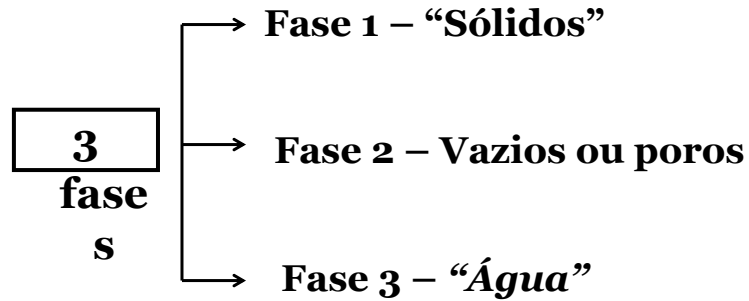 Fase 1 – “Sólidos”
3
fase
s
Fase 2 – Vazios ou poros
Fase 3 – “Água”